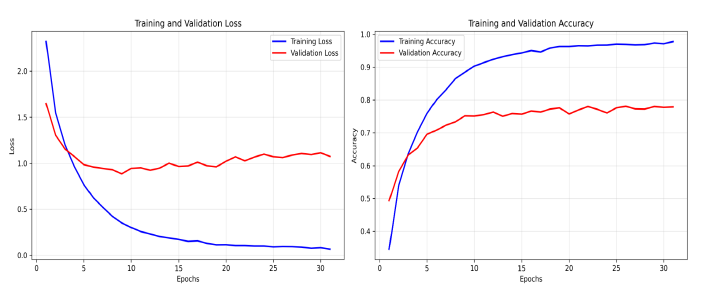 Training and Validation Loss
Training Loss
Validation Loss
Loss
2.0
1.5
1.0
0.5
0.0
0 5 10 15 20 25 30
Epochs
Training and Validation Accuracy
Training Accuracy
Validation Accuracy
Accuracy
1.0
0.9
0.8
0.7
0.6
0.5
0.4
0 5 10 15 20 25 30
Epochs